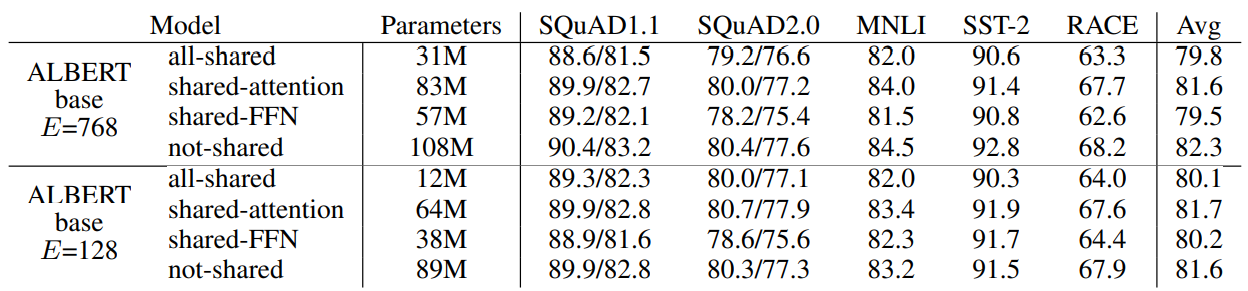 Model Parameters SQuAD1.1 SQuAD2.0 MNLI SST-2 RACE Avg
ALBERT base E=768
all-shared 31M 88.6/81.5 79.2/76.6 82.0 90.6 63.3 79.8
shared-attention 83M 89.9/82.7 80.0/77.2 84.0 91.4 67.7 81.6
shared-FFN 57M 89.2/82.1 78.2/75.4 81.5 90.8 62.6 79.5
not-shared 108M 90.4/83.2 80.4/77.6 84.5 92.8 68.2 82.3
ALBERT base E=128
all-shared 12M 89.3/82.3 80.0/77.1 82.0 90.3 64.0 80.1
shared-attention 64M 89.9/82.8 80.7/77.9 83.4 91.9 67.6 81.7
shared-FFN 38M 88.9/81.6 78.6/75.6 82.3 91.7 64.4 80.2
not-shared 89M 89.9/82.8 80.3/77.3 83.2 91.5 67.9 81.6